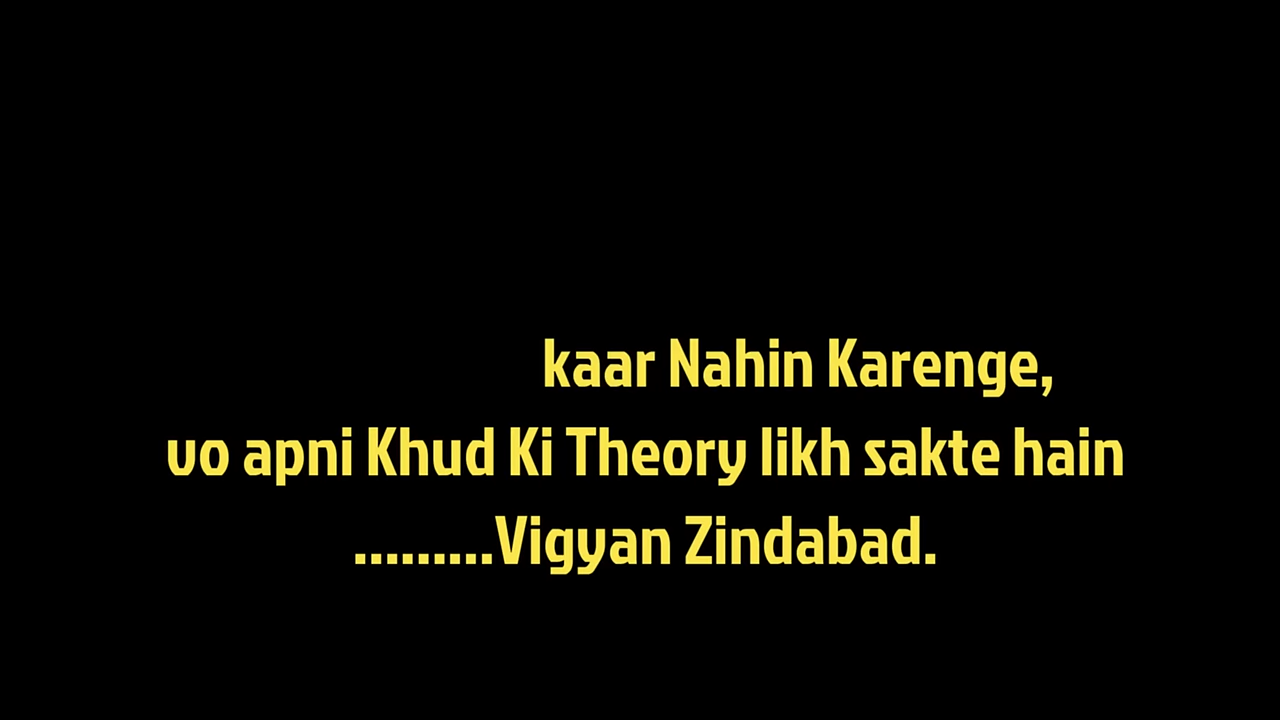 kaar Nahin Karenge,
vo apni Khud Ki Theory likh sakte hain
.........Vigyan Zindabad.